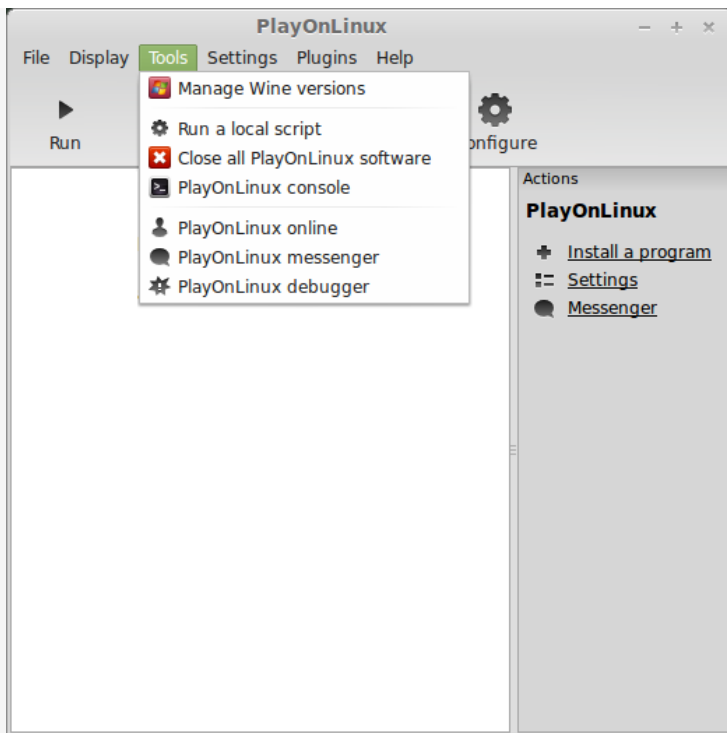 PlayOnLinux
File Display Tools Settings Plugins Help
Manage Wine versions
Run a local script
Close all PlayOnLinux software
PlayOnLinux console
PlayOnLinux online
PlayOnLinux messenger
PlayOnLinux debugger
Run
onfigure
Actions
PlayOnLinux
Install a program
Settings
Messenger